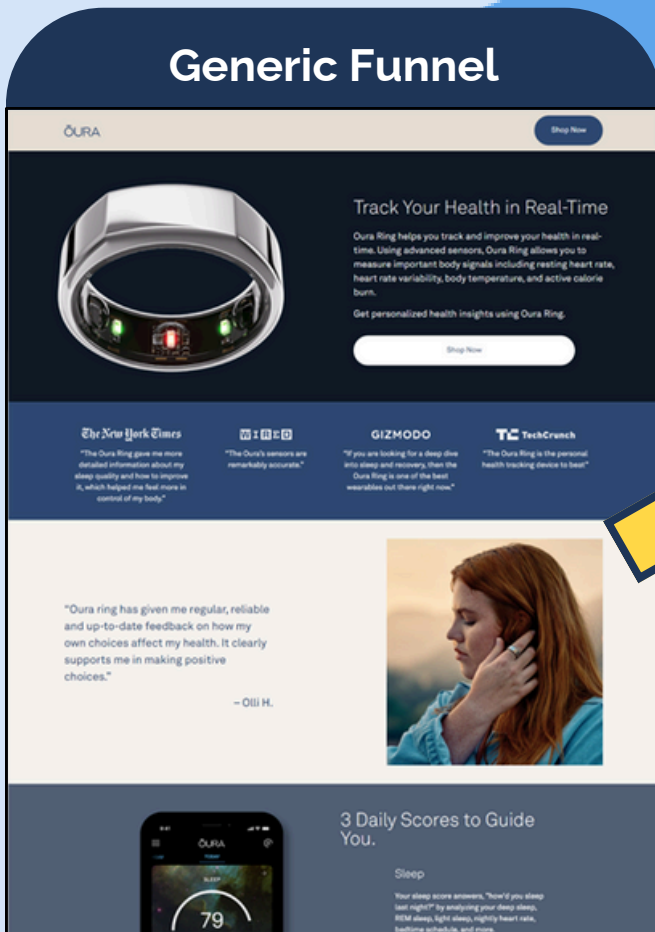 Generic Funnel
ŌURA
Shop Now
Track Your Health in Real-Time
Oura Ring helps you track and improve your health in real-
time. Using advanced sensors, Oura Ring allows you to
measure important body signals including resting heart rate,
heart rate variability, body temperature, and active calorie
burn.
Get personalized health insights using Oura Ring.
Shop Now
The New York Times
"The Oura Ring gave me more
detailed information about my
sleep quality and how to improve
it, which helped me feel more in
control of my body."
WIRED
"The Oura's sensors are
remarkably accurate."
GIZMODO
"If you are looking for a deep dive
into sleep and recovery, then the
Oura Ring is one of the best
wearables out there right now."
TC TechCrunch
"The Oura Ring is the personal
health tracking device to beat"
"Oura ring has given me regular, reliable
and up-to-date feedback on how my
own choices affect my health. It clearly
supports me in making positive
choices."
– Olli H.
9:41
ŌURA
TODAY
SLEEP
79
3 Daily Scores to Guide
You.
Sleep
Your sleep score answers, "how'd you sleep
last night?" by analyzing your deep sleep,
REM sleep, light sleep, nightly heart rate,
bedtime schedule, and more.